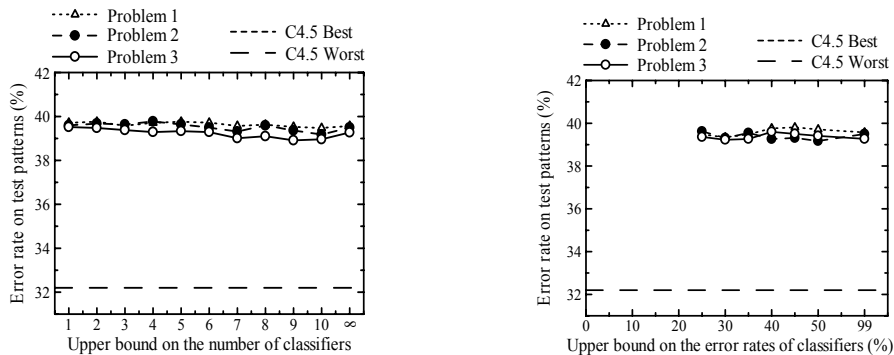 Problem 1
Problem 2
Problem 3
C4.5 Best
C4.5 Worst
Error rate on test patterns (%)
42
40
38
36
34
32
1 2 3 4 5 6 7 8 9 10 ∞
Upper bound on the number of classifiers
Problem 1
Problem 2
Problem 3
C4.5 Best
C4.5 Worst
Error rate on test patterns (%)
42
40
38
36
34
32
0 10 20 30 40 50 99
Upper bound on the error rates of classifiers (%)